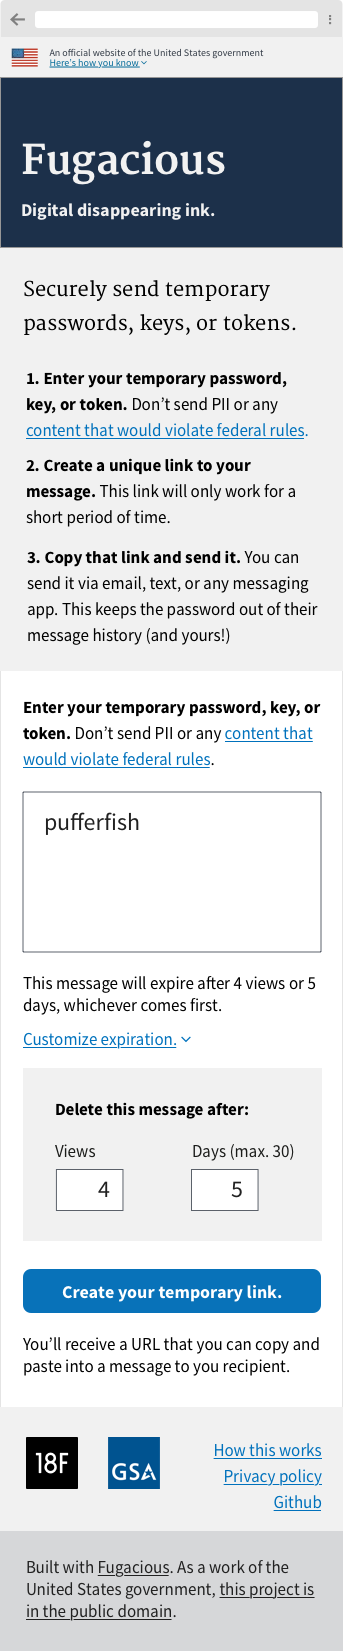 An official website of the United States government
Here's how you know
Fugacious
Digital disappearing ink.
Securely send temporary
passwords, keys, or tokens.
1. Enter your temporary password,
key, or token. Don't send PII or any
content that would violate federal rules.
2. Create a unique link to your
message. This link will only work for a
short period of time.
3. Copy that link and send it. You can
send it via email, text, or any messaging
app. This keeps the password out of their
message history (and yours!)
Enter your temporary password, key, or
token. Don't send PII or any content that
would violate federal rules.
pufferfish
This message will expire after 4 views or 5
days, whichever comes first.
Customize expiration.
Delete this message after:
Views Days (max. 30)
4 5
Create your temporary link.
You'll receive a URL that you can copy and
paste into a message to you recipient.
18F GSA How this works
Privacy policy
Github
Built with Fugacious. As a work of the
United States government, this project is
in the public domain.